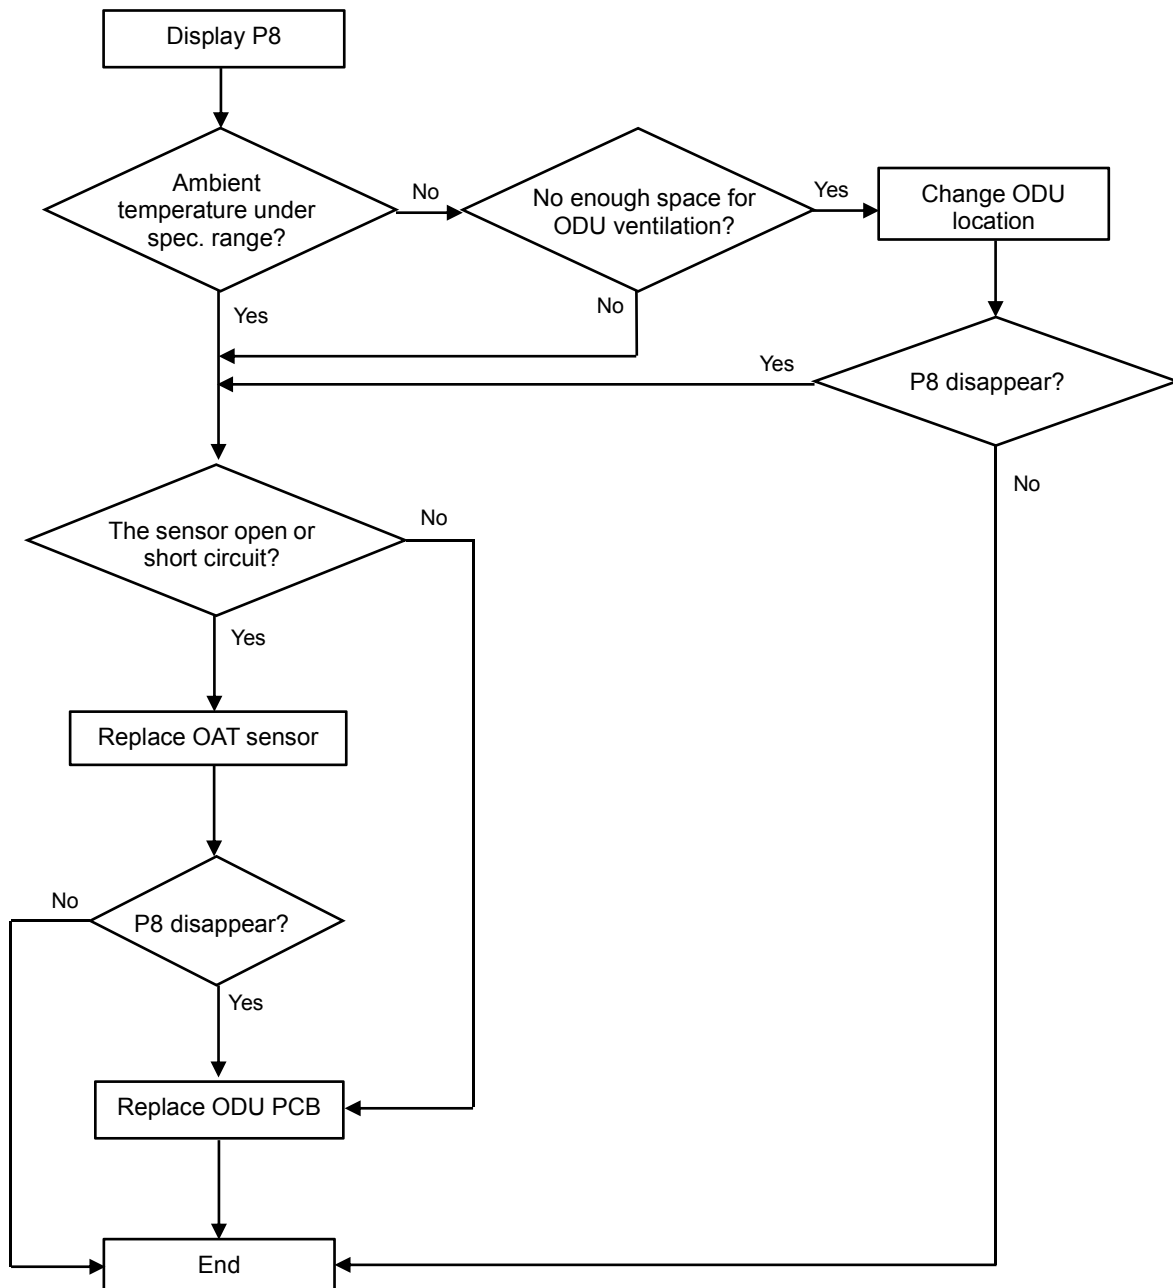 Display P8
Ambient
temperature under
spec. range?
No
No enough space for
ODU ventilation?
Yes
Change ODU
location
Yes
No
Yes
P8 disappear?
No
The sensor open or
short circuit?
No
Yes
Replace OAT sensor
No
P8 disappear?
Yes
Replace ODU PCB
End